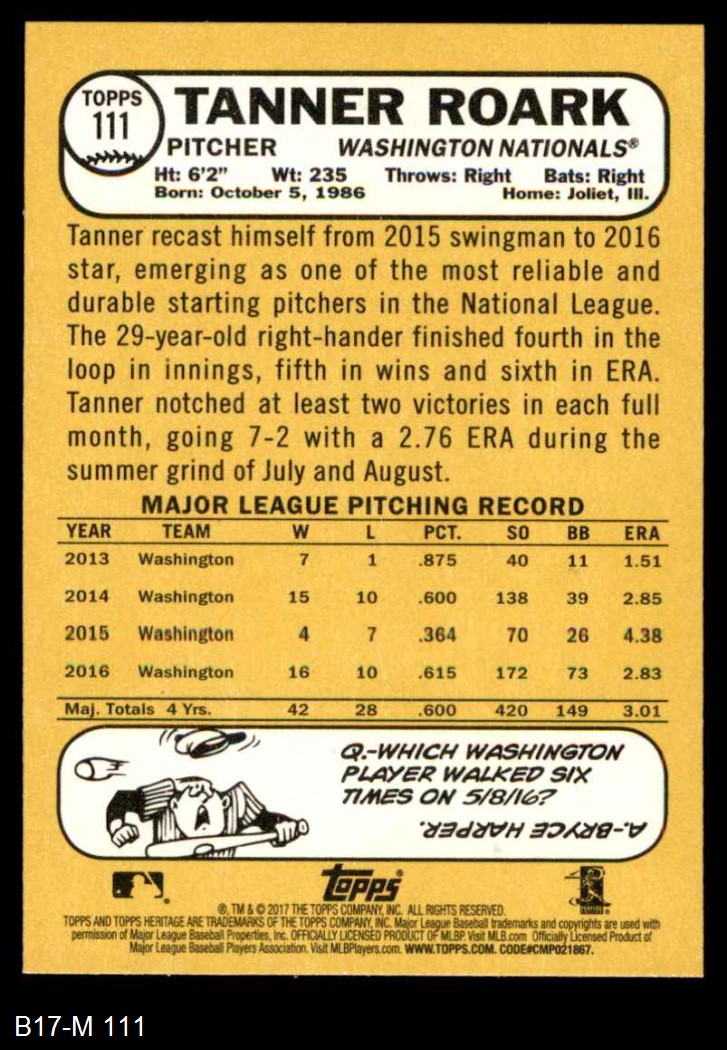 TOPPS
111
TANNER ROARK
PITCHER WASHINGTON NATIONALS®
Ht: 6'2" Wt: 235 Throws: Right Bats: Right
Born: October 5, 1986 Home: Joliet, Ill.
Tanner recast himself from 2015 swingman to 2016
star, emerging as one of the most reliable and
durable starting pitchers in the National League.
The 29-year-old right-hander finished fourth in the
loop in innings, fifth in wins and sixth in ERA.
Tanner notched at least two victories in each full
month, going 7-2 with a 2.76 ERA during the
summer grind of July and August.
MAJOR LEAGUE PITCHING RECORD
YEAR TEAM W L PCT. SO BB ERA
2013 Washington 7 1 .875 40 11 1.51
2014 Washington 15 10 .600 138 39 2.85
2015 Washington 4 7 .364 70 26 4.38
2016 Washington 16 10 .615 172 73 2.83
Maj. Totals 4 Yrs. 42 28 .600 420 149 3.01
Q.-WHICH WASHINGTON
PLAYER WALKED SIX
TIMES ON 5/8/16?
A.-BRYCE HARPER.
Topps®
®, TM & © 2017 THE TOPPS COMPANY, INC. ALL RIGHTS RESERVED.
TOPPS AND TOPPS HERITAGE ARE TRADEMARKS OF THE TOPPS COMPANY, INC. Major League Baseball trademarks and copyrights are used with
permission of Major League Baseball Properties, Inc. OFFICIALLY LICENSED PRODUCT OF MLBP. Visit MLB.com Officially Licensed Product of
Major League Baseball Players Association. Visit MLBPlayers.com. WWW.TOPPS.COM. CODE#CMP021867.
B17-M 111